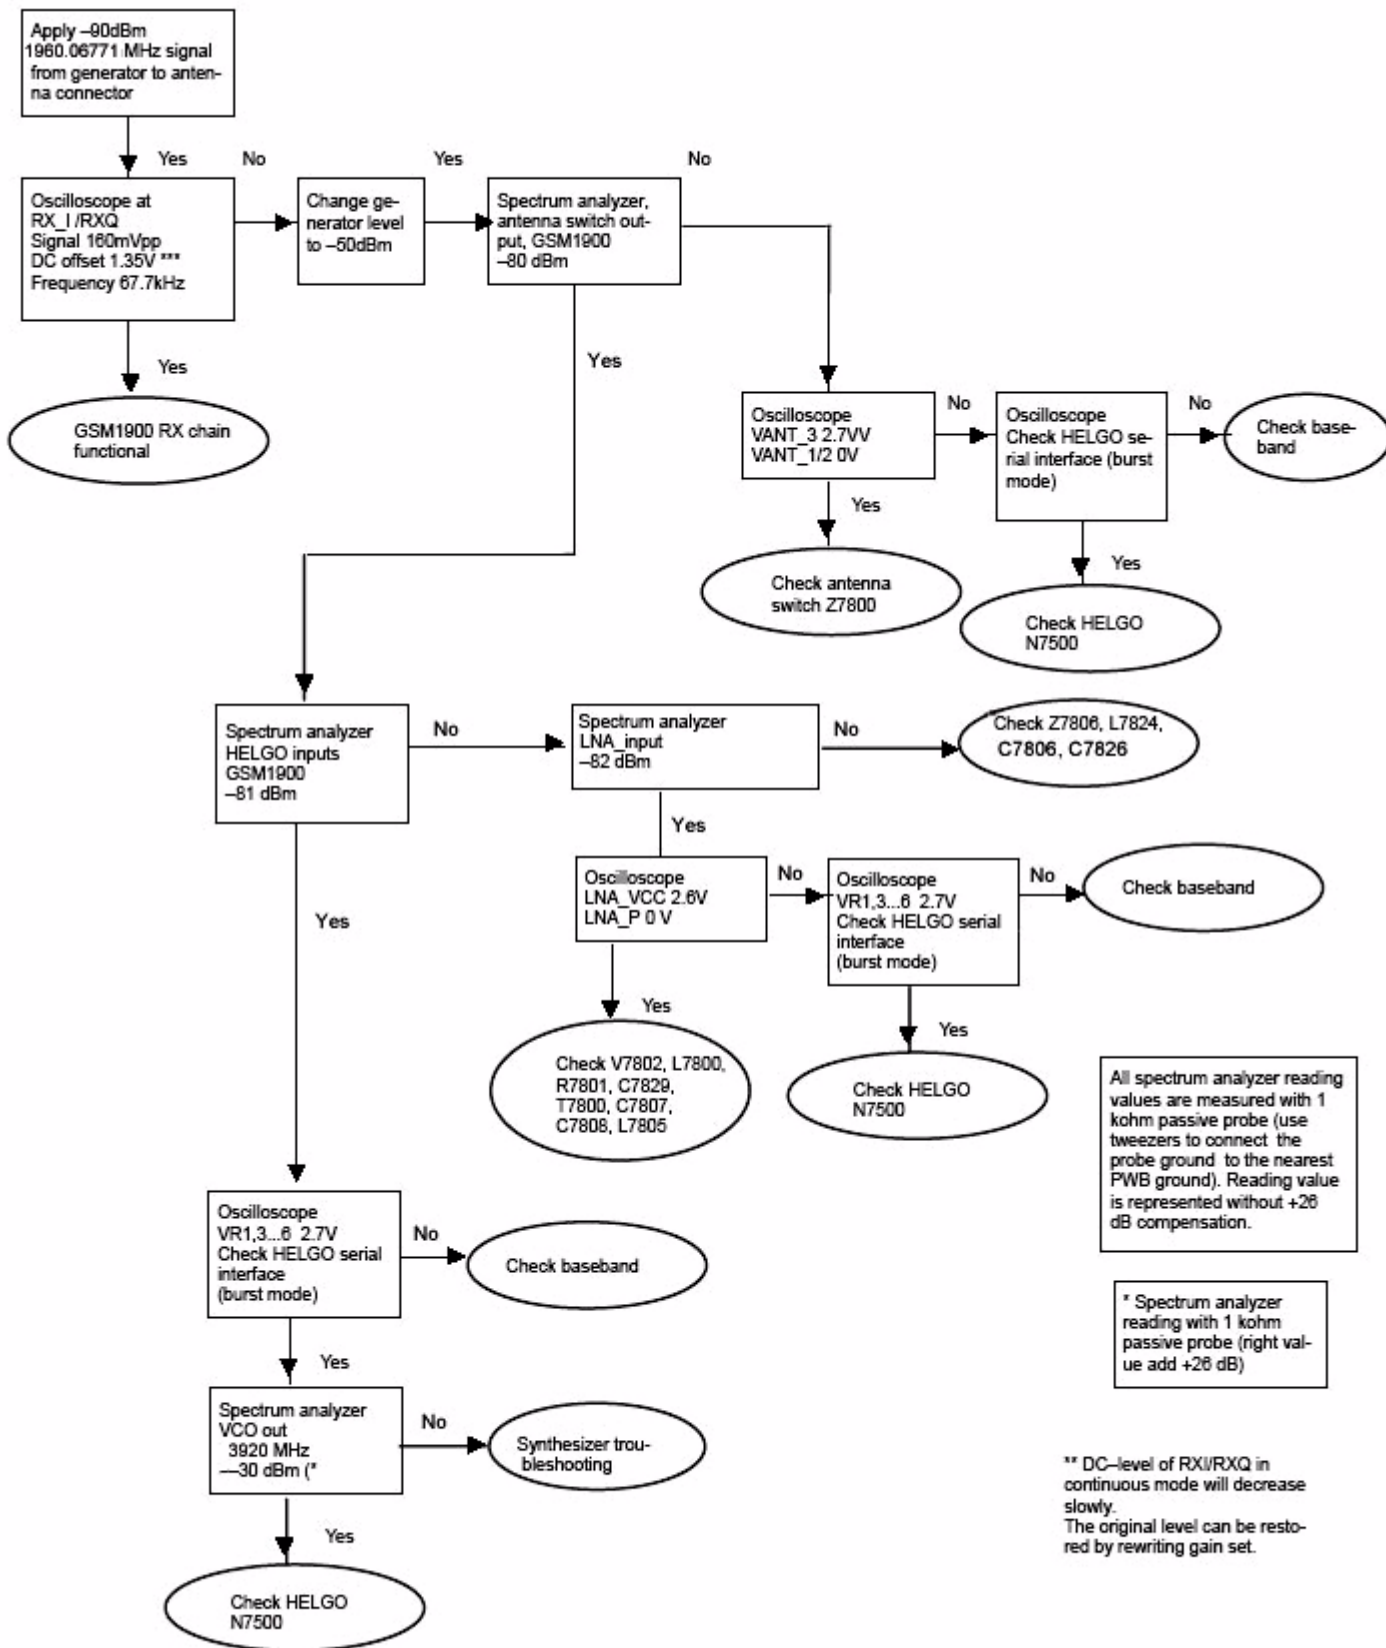 Apply –90dBm
1960.06771 MHz signal
from generator to anten-
na connector
Yes
No
Yes
No
Oscilloscope at
RX_I /RXQ
Signal 160mVpp
DC offset 1.35V ***
Frequency 67.7kHz
Change ge-
nerator level
to –50dBm
Spectrum analyzer,
antenna switch out-
put, GSM1900
–80 dBm
Yes
Yes
GSM1900 RX chain
functional
Oscilloscope
VANT_3 2.7VV
VANT_1/2 0V
No
Oscilloscope
Check HELGO se-
rial interface (burst
mode)
No
Check base-
band
Yes
Yes
Check antenna
switch Z7800
Check HELGO
N7500
Spectrum analyzer
HELGO inputs
GSM1900
–81 dBm
No
Spectrum analyzer
LNA_input
–82 dBm
No
Check Z7806, L7824,
C7806, C7826
Yes
Yes
Oscilloscope
LNA_VCC 2.6V
LNA_P 0 V
No
Oscilloscope
VR1,3...6 2.7V
Check HELGO serial
interface
(burst mode)
No
Check baseband
Yes
Yes
Check V7802, L7800,
R7801, C7829,
T7800, C7807,
C7808, L7805
Check HELGO
N7500
All spectrum analyzer reading
values are measured with 1
kohm passive probe (use
tweezers to connect the
probe ground to the nearest
PWB ground). Reading value
is represented without +26
dB compensation.
Oscilloscope
VR1,3...6 2.7V
Check HELGO serial
interface
(burst mode)
No
Check baseband
* Spectrum analyzer
reading with 1 kohm
passive probe (right val-
ue add +26 dB)
Yes
Spectrum analyzer
VCO out
3920 MHz
––30 dBm (*
No
Synthesizer trou-
bleshooting
** DC–level of RXI/RXQ in
continuous mode will decrease
slowly.
The original level can be resto-
red by rewriting gain set.
Yes
Check HELGO
N7500